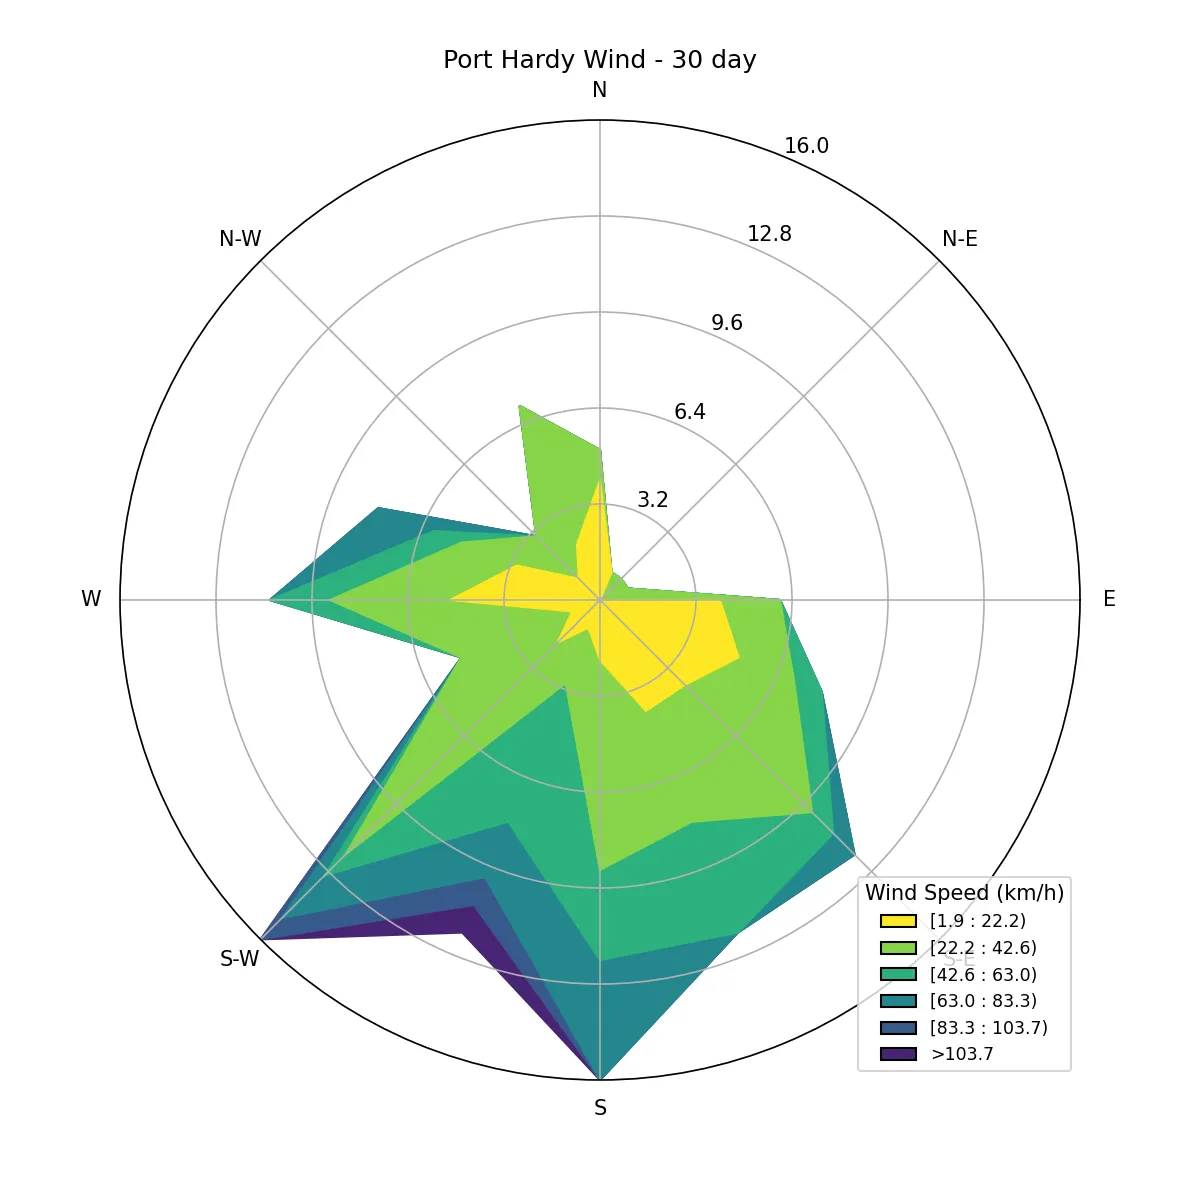 Port Hardy Wind - 30 day
N
16.0
N-W
12.8
N-E
9.6
6.4
3.2
W
E
Wind Speed (km/h)
[1.9 : 22.2)
[22.2 : 42.6)
S-W
S-E
[42.6 : 63.0)
[63.0 : 83.3)
[83.3 : 103.7)
>103.7
S